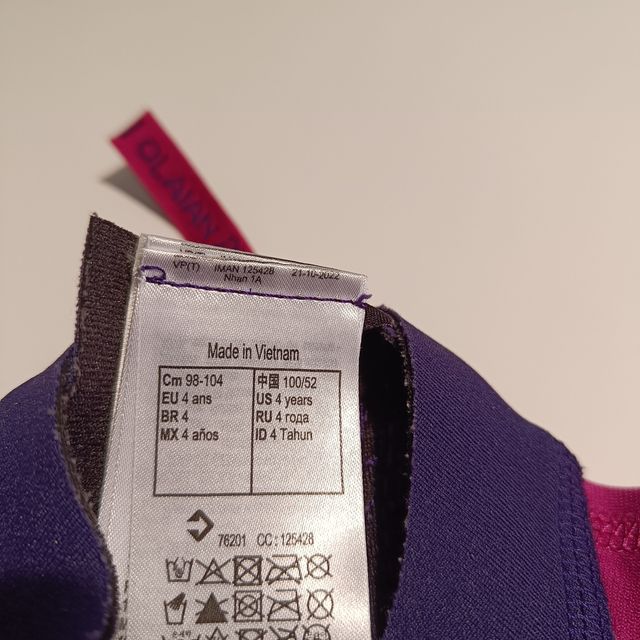 OLAIAN
VP(T) IMAN 125428 21-10-2022
Nhan 1A
Made in Vietnam
Cm 98-104 中国 100/52
EU 4 ans US 4 years
BR 4 RU 4 года
MX 4 años ID 4 Tahun
76201 CC : 125428